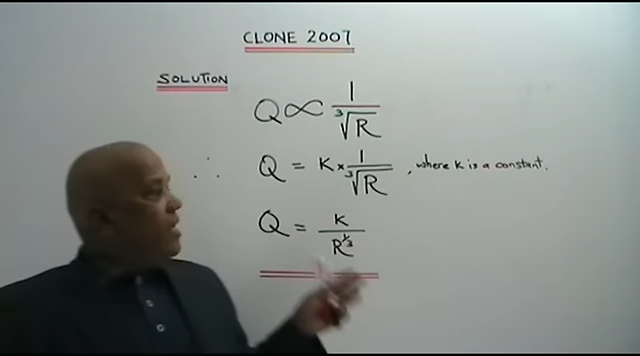 CLONE 2007
SOLUTION
Q ∝ 1/∛R
∴ Q = K × 1/∛R , where K is a constant.
Q = K/R^1/3